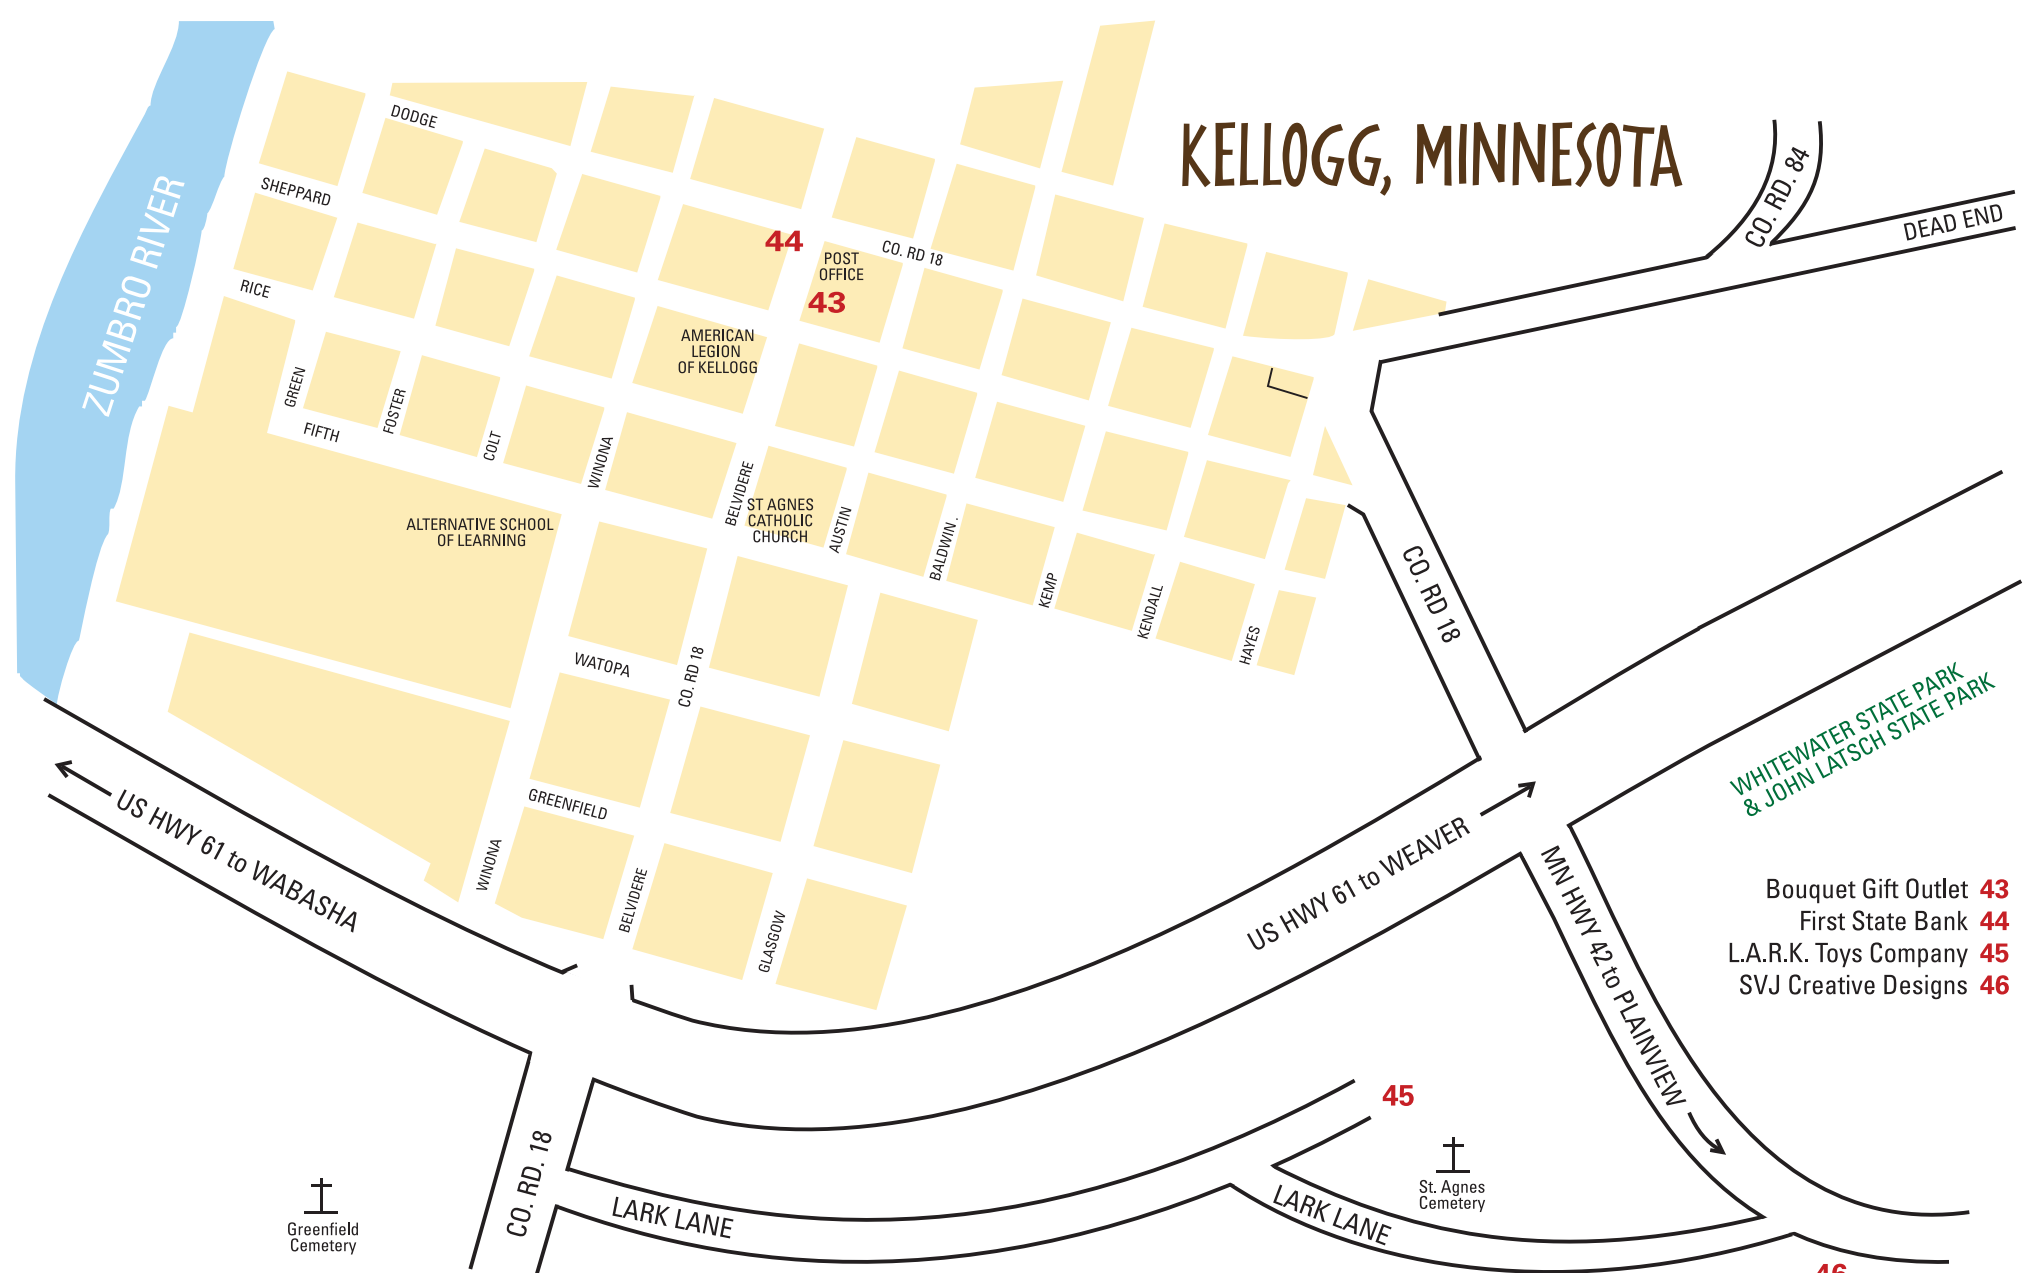 KELLOGG, MINNESOTA
ZUMBRO RIVER
DODGE
SHEPPARD
RICE
GREEN
FOSTER
COLT
WINONA
FIFTH
44
POST
OFFICE
43
CO. RD 18
AMERICAN
LEGION
OF KELLOGG
ALTERNATIVE SCHOOL
OF LEARNING
BELVIDERE
ST AGNES
CATHOLIC
CHURCH
AUSTIN
BALDWIN .
KEMP
KENDALL
HAYES
CO. RD. 84
DEAD END
CO. RD 18
WATOPA
CO. RD 18
GREENFIELD
WINONA
BELVIDERE
GLASGOW
US HWY 61 to WABASHA
US HWY 61 to WEAVER
WHITEWATER STATE PARK
& JOHN LATSCH STATE PARK
MN HWY 42 to PLAINVIEW
Bouquet Gift Outlet 43
First State Bank 44
L.A.R.K. Toys Company 45
SVJ Creative Designs 46
45
St. Agnes
Cemetery
Greenfield
Cemetery
CO. RD. 18
LARK LANE
LARK LANE
46